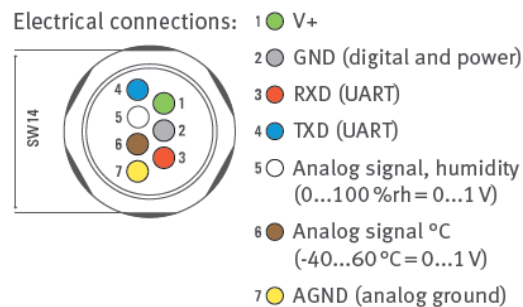 Electrical connections:
1 V+
2 GND (digital and power)
3 RXD (UART)
4 TXD (UART)
5 Analog signal, humidity
(0...100 %rh = 0...1 V)
6 Analog signal °C
(-40...60 °C = 0...1 V)
7 AGND (analog ground)
SW14
4
5
6
7
1
2
3